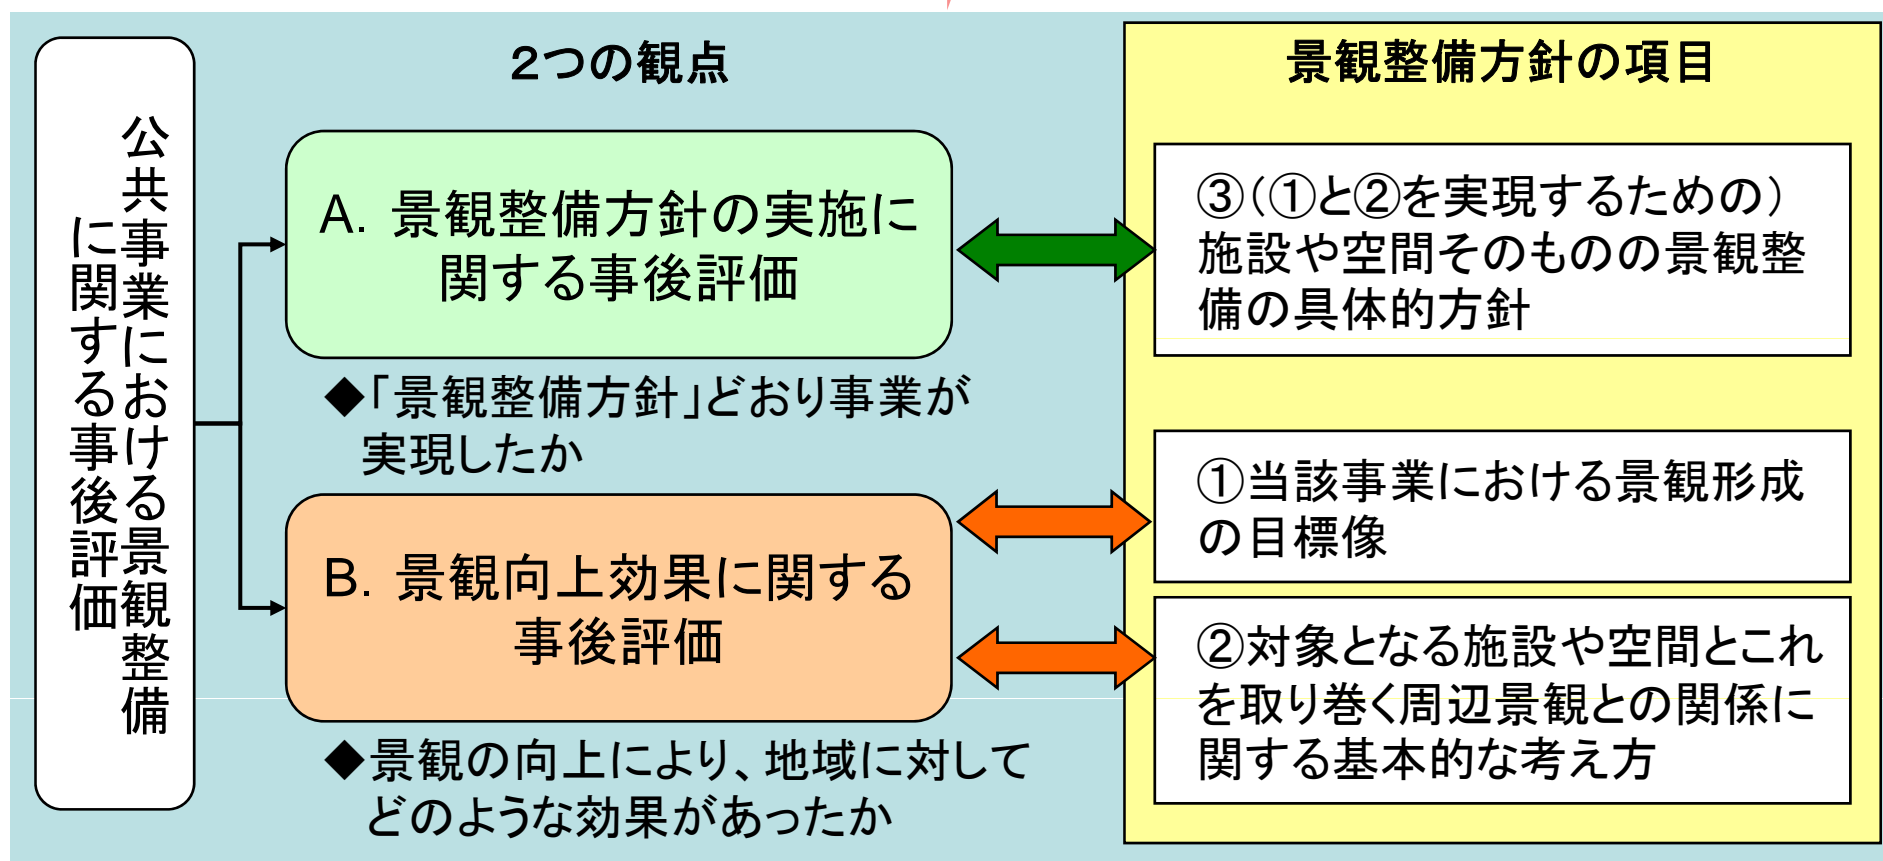 公共事業における景観整備
に関する事後評価
２つの観点
A. 景観整備方針の実施に
関する事後評価
◆「景観整備方針」どおり事業が
実現したか
B. 景観向上効果に関する
事後評価
◆景観の向上により、地域に対して
どのような効果があったか
景観整備方針の項目
③（①と②を実現するための）
施設や空間そのものの景観整
備の具体的方針
①当該事業における景観形成
の目標像
②対象となる施設や空間とこれ
を取り巻く周辺景観との関係に
関する基本的な考え方